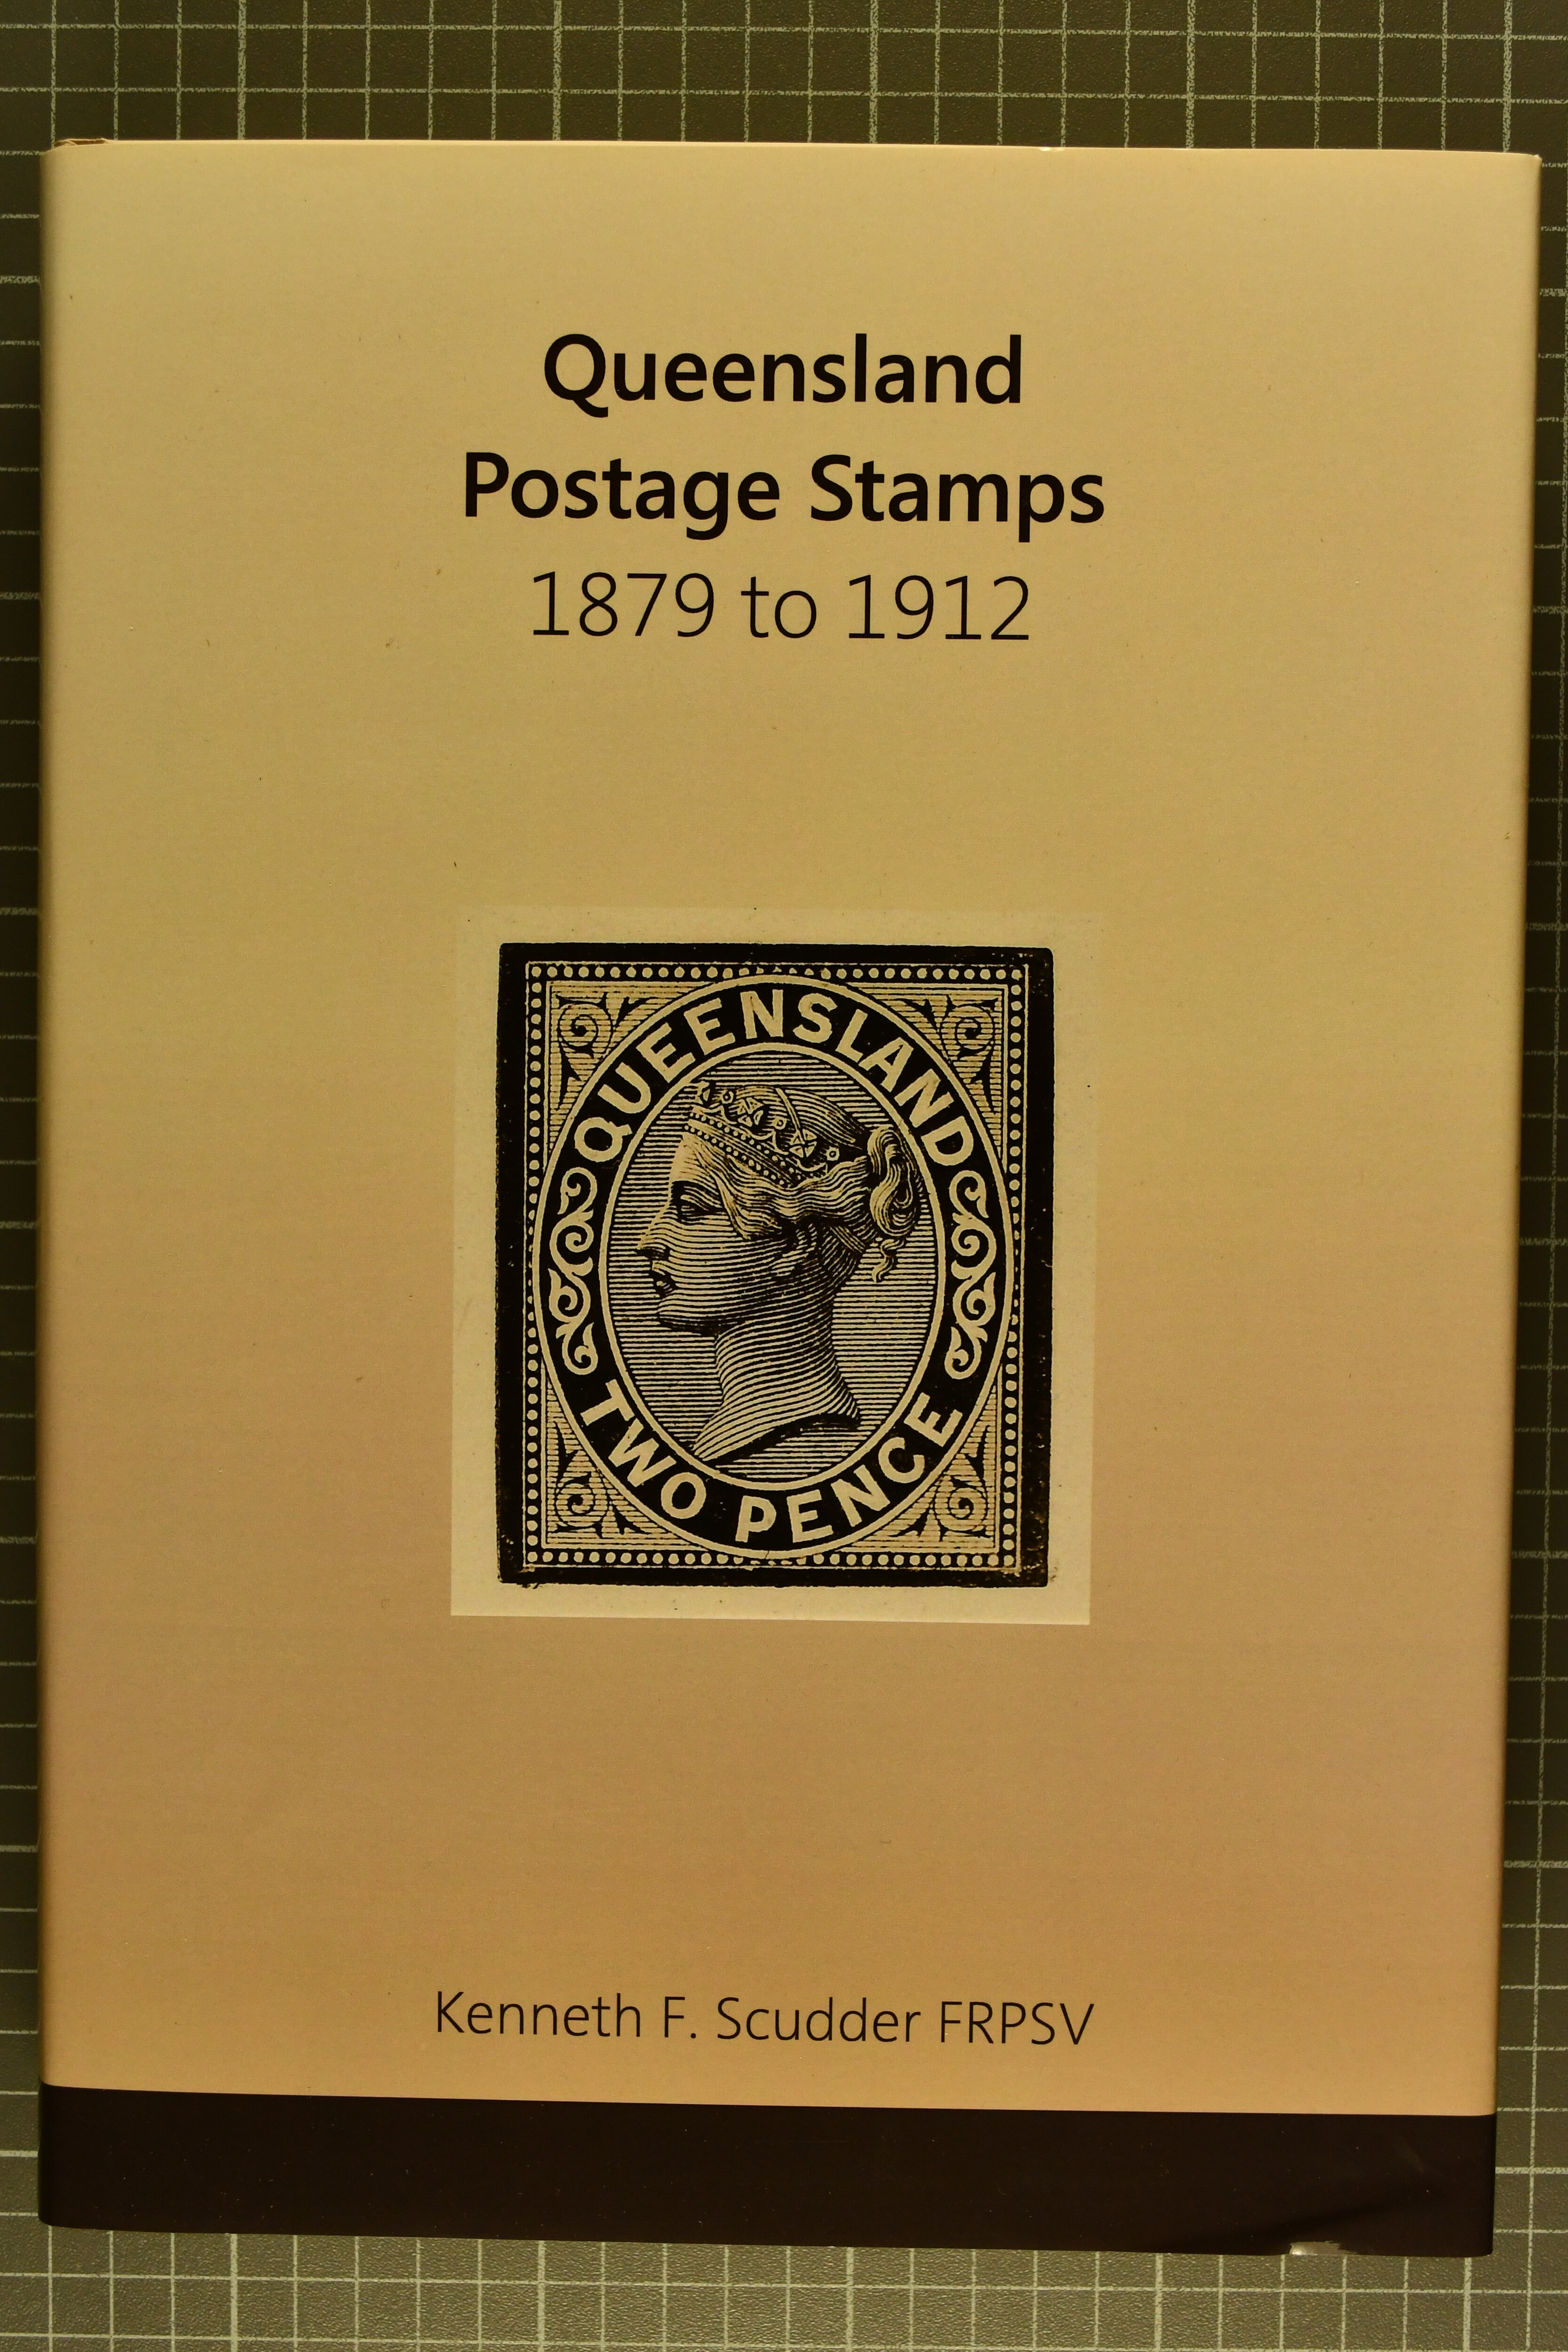 Queensland
Postage Stamps
1879 to 1912
QUEENSLAND
TWO PENCE
Kenneth F. Scudder FRPSV